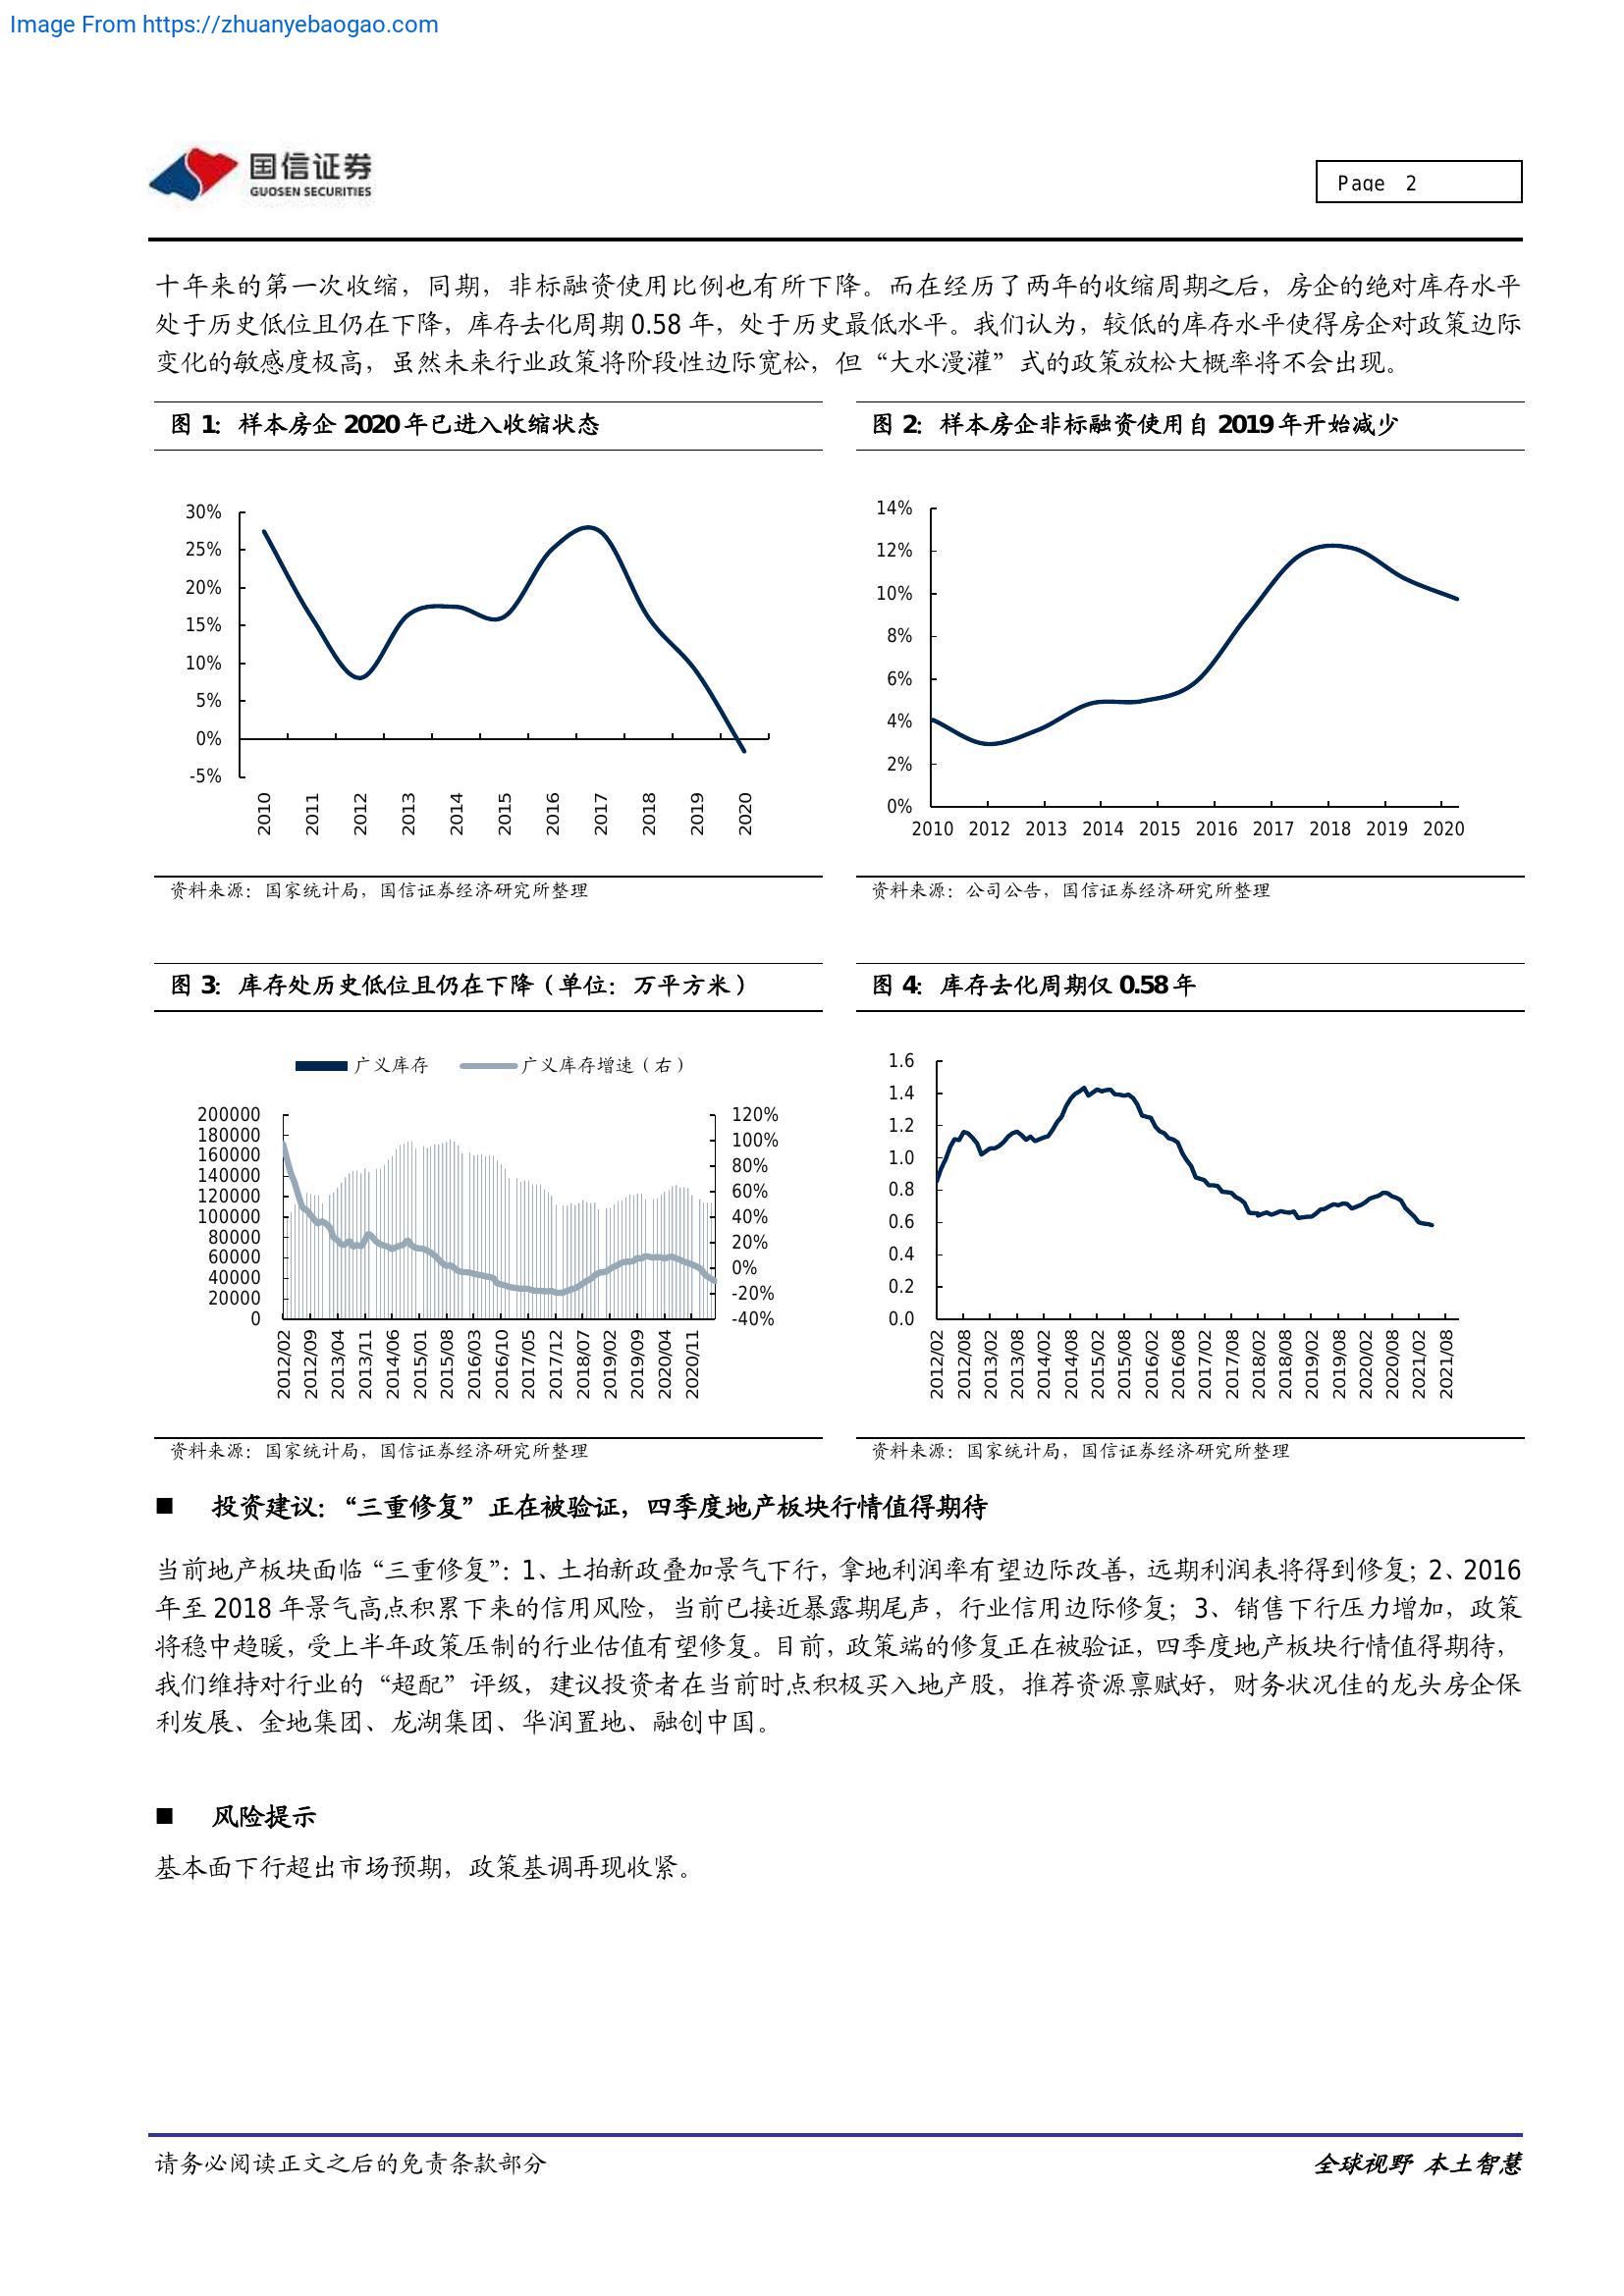 Image From https://zhuanyebaogao.com
国信证券
GUOSEN SECURITIES
Page 2
十年来的第一次收缩，同期，非标融资使用比例也有所下降。而在经历了两年的收缩周期之后，房企的绝对库存水平
处于历史低位且仍在下降，库存去化周期 0.58 年，处于历史最低水平。我们认为，较低的库存水平使得房企对政策边际
变化的敏感度极高，虽然未来行业政策将阶段性边际宽松，但“大水漫灌”式的政策放松大概率将不会出现。
图 1：样本房企 2020 年已进入收缩状态
30%
25%
20%
15%
10%
5%
0%
-5%
2010 2011 2012 2013 2014 2015 2016 2017 2018 2019 2020
资料来源：国家统计局，国信证券经济研究所整理
图 2：样本房企非标融资使用自 2019 年开始减少
14%
12%
10%
8%
6%
4%
2%
0%
2010 2012 2013 2014 2015 2016 2017 2018 2019 2020
资料来源：公司公告，国信证券经济研究所整理
图 3：库存处历史低位且仍在下降（单位：万平方米）
广义库存 广义库存增速（右）
200000
180000
160000
140000
120000
100000
80000
60000
40000
20000
0
120%
100%
80%
60%
40%
20%
0%
-20%
-40%
2012/02 2012/09 2013/04 2013/11 2014/06 2015/01 2015/08 2016/03 2016/10 2017/05 2017/12 2018/07 2019/02 2019/09 2020/04 2020/11
资料来源：国家统计局，国信证券经济研究所整理
图 4：库存去化周期仅 0.58 年
1.6
1.4
1.2
1.0
0.8
0.6
0.4
0.2
0.0
2012/02 2012/08 2013/02 2013/08 2014/02 2014/08 2015/02 2015/08 2016/02 2016/08 2017/02 2017/08 2018/02 2018/08 2019/02 2019/08 2020/02 2020/08 2021/02 2021/08
资料来源：国家统计局，国信证券经济研究所整理
■ 投资建议：“三重修复”正在被验证，四季度地产板块行情值得期待
当前地产板块面临“三重修复”：1、土拍新政叠加景气下行，拿地利润率有望边际改善，远期利润表将得到修复；2、2016
年至 2018 年景气高点积累下来的信用风险，当前已接近暴露期尾声，行业信用边际修复；3、销售下行压力增加，政策
将稳中趋暖，受上半年政策压制的行业估值有望修复。目前，政策端的修复正在被验证，四季度地产板块行情值得期待，
我们维持对行业的“超配”评级，建议投资者在当前时点积极买入地产股，推荐资源禀赋好，财务状况佳的龙头房企保
利发展、金地集团、龙湖集团、华润置地、融创中国。
■ 风险提示
基本面下行超出市场预期，政策基调再现收紧。
请务必阅读正文之后的免责条款部分
全球视野 本土智慧